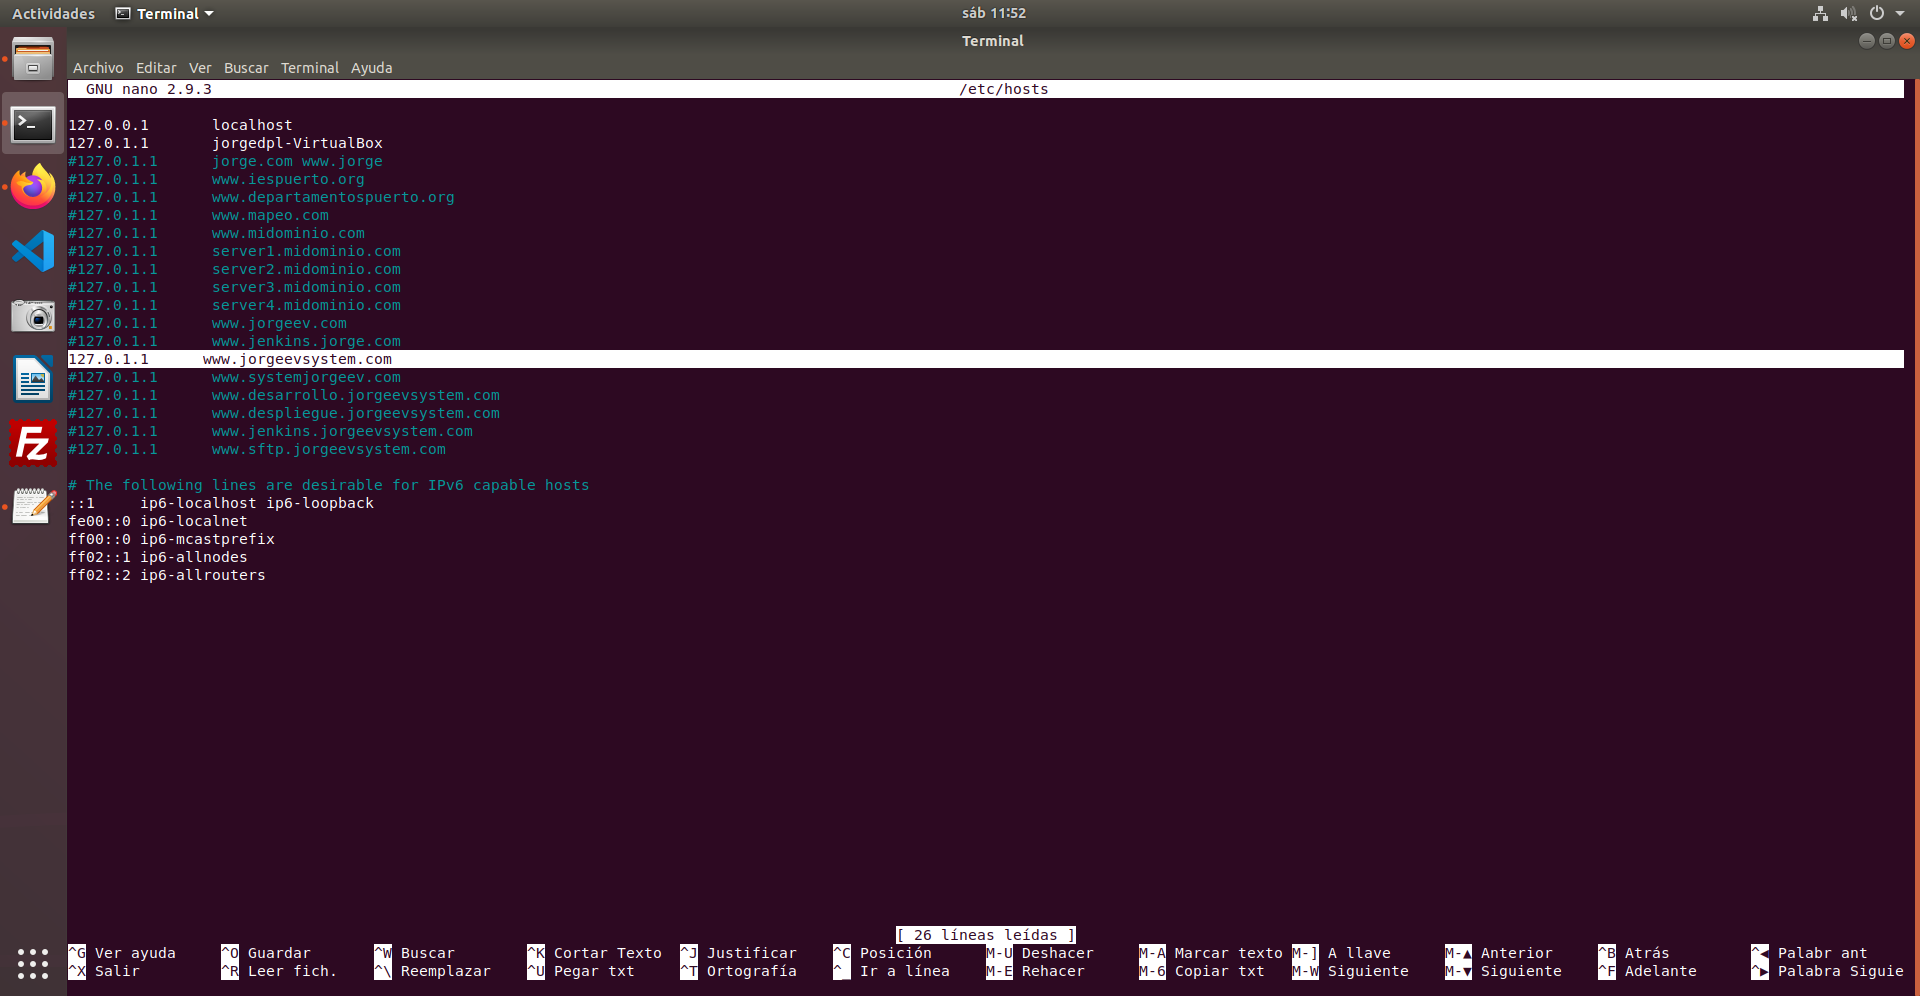 Actividades Terminal sáb 11:52
Terminal
Archivo Editar Ver Buscar Terminal Ayuda
GNU nano 2.9.3 /etc/hosts
127.0.0.1 localhost
127.0.1.1 jorgedpl-VirtualBox
#127.0.1.1 jorge.com www.jorge
#127.0.1.1 www.iespuerto.org
#127.0.1.1 www.departamentospuerto.org
#127.0.1.1 www.mapeo.com
#127.0.1.1 www.midominio.com
#127.0.1.1 server1.midominio.com
#127.0.1.1 server2.midominio.com
#127.0.1.1 server3.midominio.com
#127.0.1.1 server4.midominio.com
#127.0.1.1 www.jorgeev.com
#127.0.1.1 www.jenkins.jorge.com
127.0.1.1 www.jorgeevsystem.com
#127.0.1.1 www.systemjorgeev.com
#127.0.1.1 www.desarrollo.jorgeevsystem.com
#127.0.1.1 www.despliegue.jorgeevsystem.com
#127.0.1.1 www.jenkins.jorgeevsystem.com
#127.0.1.1 www.sftp.jorgeevsystem.com
# The following lines are desirable for IPv6 capable hosts
::1 ip6-localhost ip6-loopback
fe00::0 ip6-localnet
ff00::0 ip6-mcastprefix
ff02::1 ip6-allnodes
ff02::2 ip6-allrouters
[ 26 líneas leídas ]
^G Ver ayuda ^O Guardar ^W Buscar ^K Cortar Texto ^J Justificar ^C Posición M-U Deshacer M-A Marcar texto M-] A llave M-▲ Anterior ^B Atrás ^◀ Palabr ant
^X Salir ^R Leer fich. ^\ Reemplazar ^U Pegar txt ^T Ortografía ^_ Ir a línea M-E Rehacer M-6 Copiar txt M-W Siguiente M-▼ Siguiente ^F Adelante ^▶ Palabra Siguie